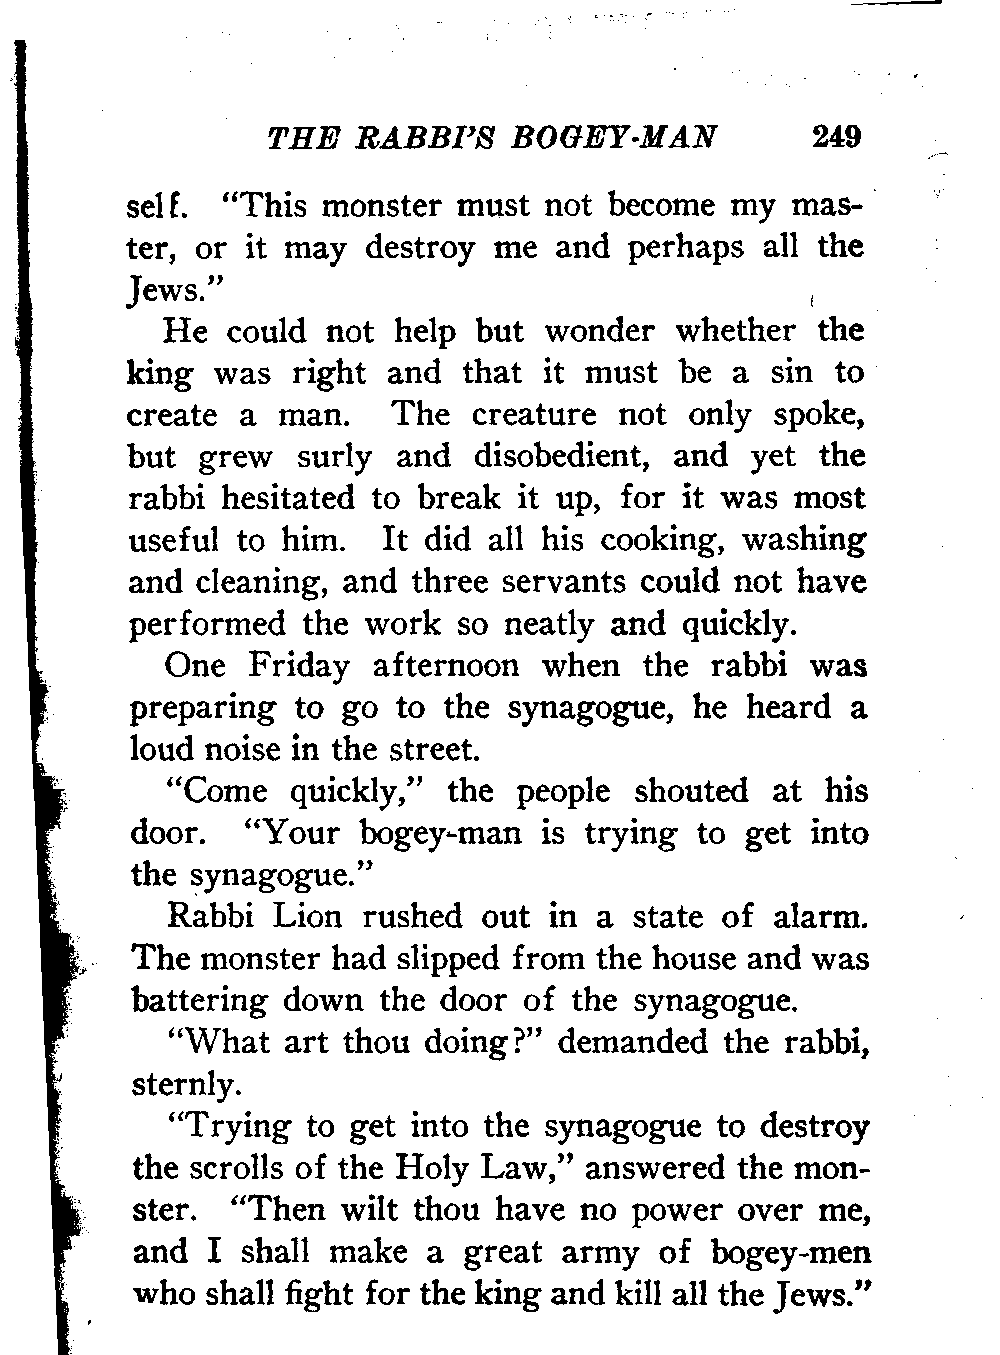 THE RABBI'S BOGEY-MAN 249
self. "This monster must not become my mas-
ter, or it may destroy me and perhaps all the
Jews."
He could not help but wonder whether the
king was right and that it must be a sin to
create a man. The creature not only spoke,
but grew surly and disobedient, and yet the
rabbi hesitated to break it up, for it was most
useful to him. It did all his cooking, washing
and cleaning, and three servants could not have
performed the work so neatly and quickly.
One Friday afternoon when the rabbi was
preparing to go to the synagogue, he heard a
loud noise in the street.
"Come quickly," the people shouted at his
door. "Your bogey-man is trying to get into
the synagogue."
Rabbi Lion rushed out in a state of alarm.
The monster had slipped from the house and was
battering down the door of the synagogue.
"What art thou doing?" demanded the rabbi,
sternly.
"Trying to get into the synagogue to destroy
the scrolls of the Holy Law," answered the mon-
ster. "Then wilt thou have no power over me,
and I shall make a great army of bogey-men
who shall fight for the king and kill all the Jews."